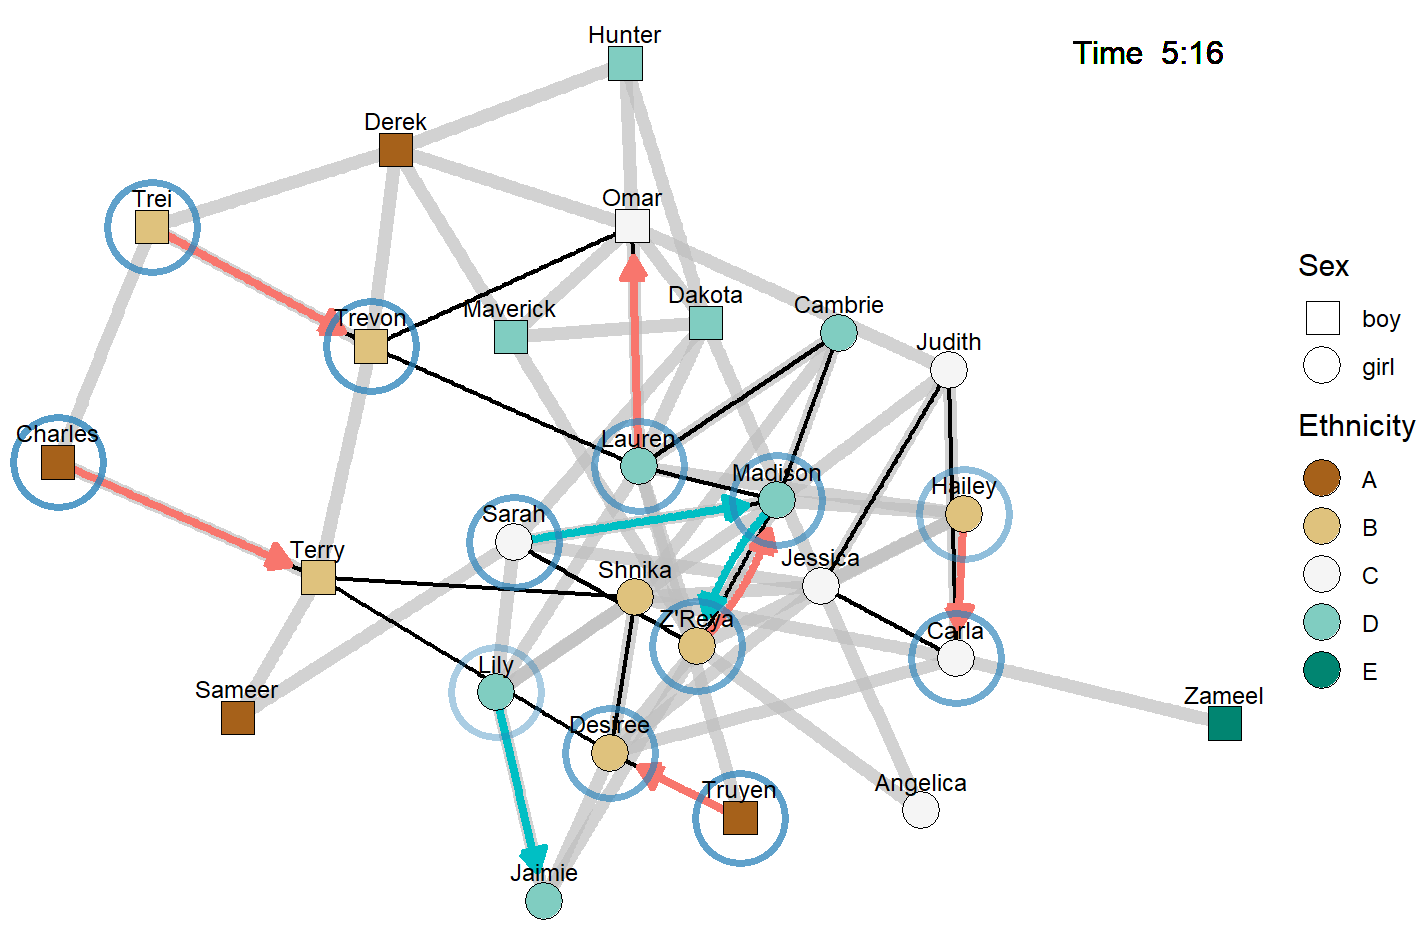 Hunter
Time 5:16
Derek
Trei
Omar
Trevon
Maverick
Dakota
Cambrie
Judith
Sex
boy
girl
Ethnicity
A
B
C
D
E
Charles
Lauren
Madison
Hailey
Sarah
Terry
Shnika
Jessica
Z'Reya
Carla
Lily
Sameer
Desiree
Zameel
Truyen
Angelica
Jaimie